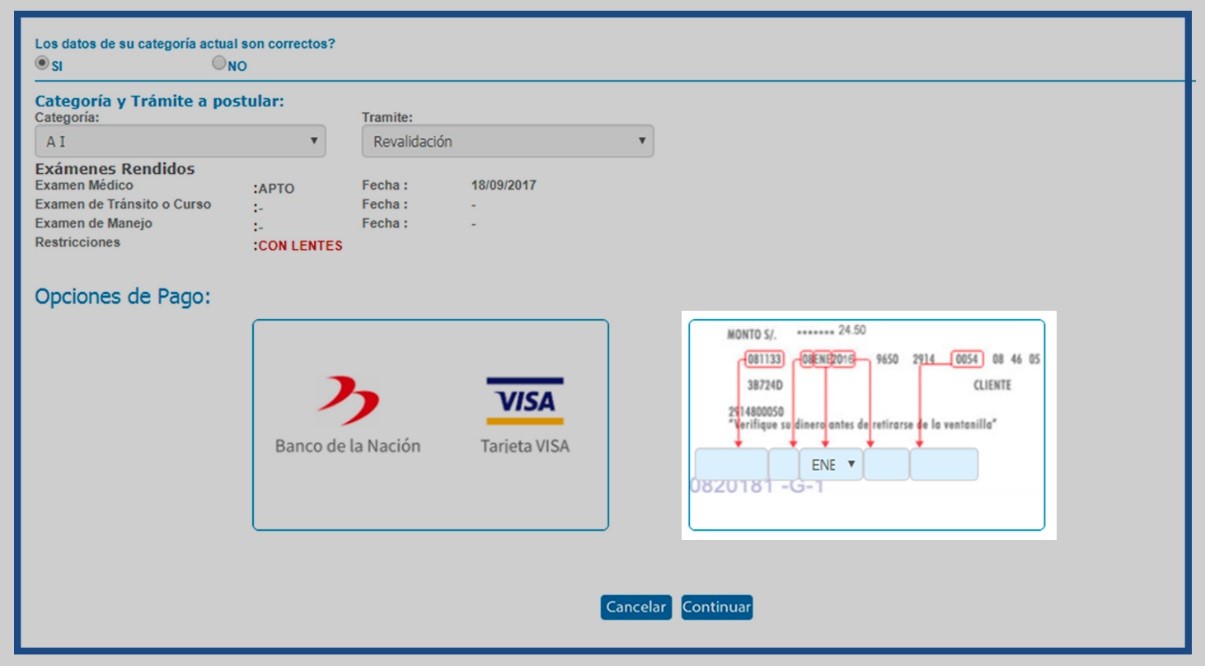 Los datos de su categoría actual son correctos?
SI NO
Categoría y Trámite a postular:
Categoría: Tramite:
A I Revalidación
Exámenes Rendidos
Examen Médico :APTO Fecha : 18/09/2017
Examen de Tránsito o Curso :- Fecha : -
Examen de Manejo :- Fecha : -
Restricciones :CON LENTES
Opciones de Pago:
MONTO S/. ******* 24.50
081133 08ENE2016 9650 2914 0054 08 46 05
38724D CLIENTE
2914800050
"Verifique su dinero antes de retirarse de la ventanilla"
VISA
Banco de la Nación Tarjeta VISA
ENE
0820181 -G-1
Cancelar Continuar